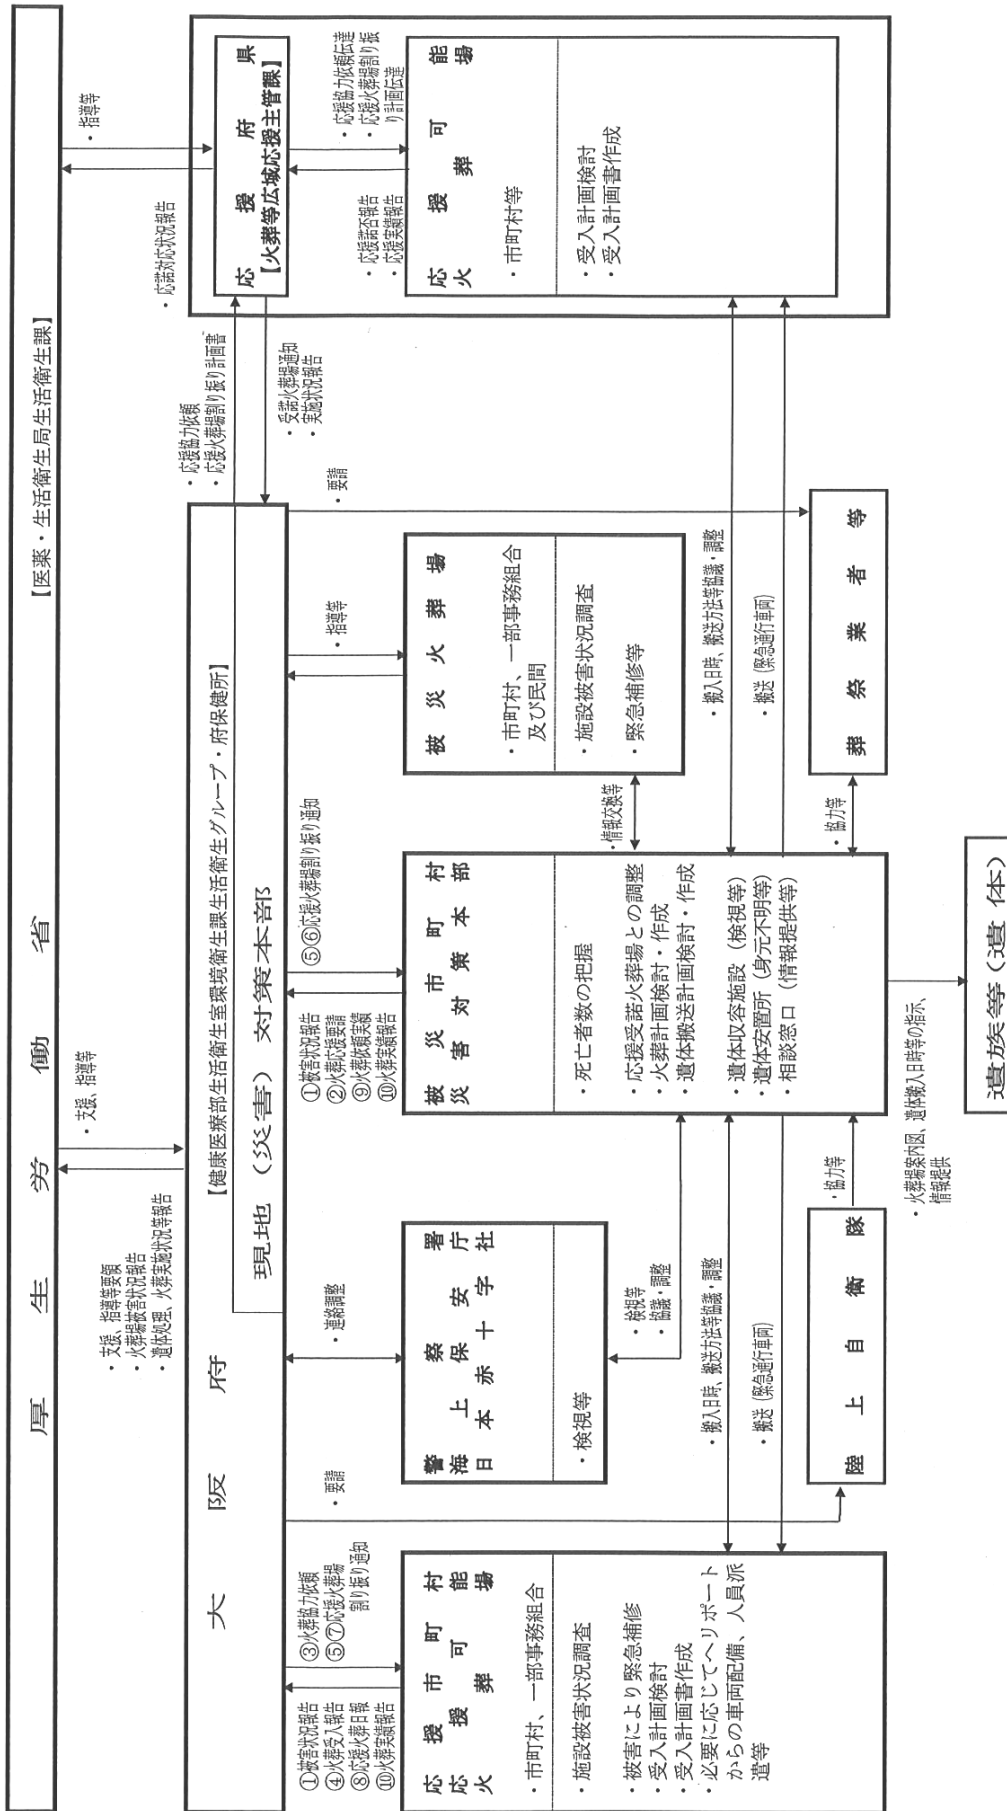 厚生労働省
【医薬・生活衛生局生活衛生課】
・支援、指導等要領
・火葬場被害状況報告
・遺体処理、火葬実施状況等報告
・支援、指導等
・応諾対応状況報告
・指導等
大阪府
【健康医療部生活衛生室環境衛生課生活衛生グループ・府保健所】
現地（災害）対策本部
・応援協力依頼
・応援火葬場割り振り計画書
・受諾火葬場通知
・実施状況報告
応援府県
【火葬等広域応援主管課】
①被害状況報告
④火葬受入報告
⑧応援火葬日報
⑩火葬実績報告
③火葬協力依頼
⑤⑦応援火葬場
割り振り通知
・要請
・連絡調整
①被害状況報告
②火葬応援要請
⑨火葬依頼実績
⑩火葬実績報告
⑤⑥応援火葬場割り振り通知
・指導等
・要請
・応援諾否報告
・応援実績報告
・応援協力依頼伝達
・応援火葬場割り振
り計画伝達
応援市町村
応援可能
火葬場
・市町村、一部事務組合
・施設被害状況調査
・被害により緊急補修
・受入計画検討
・受入計画書作成
・必要に応じてヘリポート
からの車両配備、人員派
遣等
警察署
海上保安庁
日本赤十字社
・検視等
・検視等
・協議・調整
被災市町村
災害対策本部
・死亡者数の把握
・応援受諾火葬場との調整
・火葬計画検討・作成
・遺体搬送計画検討・作成
・遺体収容施設（検視等）
・遺体安置所（身元不明等）
・相談窓口（情報提供等）
・情報交換等
被災火葬場
・市町村、一部事務組合
及び民間
・施設被害状況調査
・緊急補修等
応援可能
火葬場
・市町村等
・受入計画検討
・受入計画書作成
・搬入日時、搬送方法等協議・調整
・搬送（緊急通行車両）
・搬入日時、搬送方法等協議・調整
・搬送（緊急通行車両）
陸上自衛隊
・協力等
・協力等
葬祭業者等
・火葬場案内図、遺体搬入日時等の指示、
情報提供
遺族等（遺体）